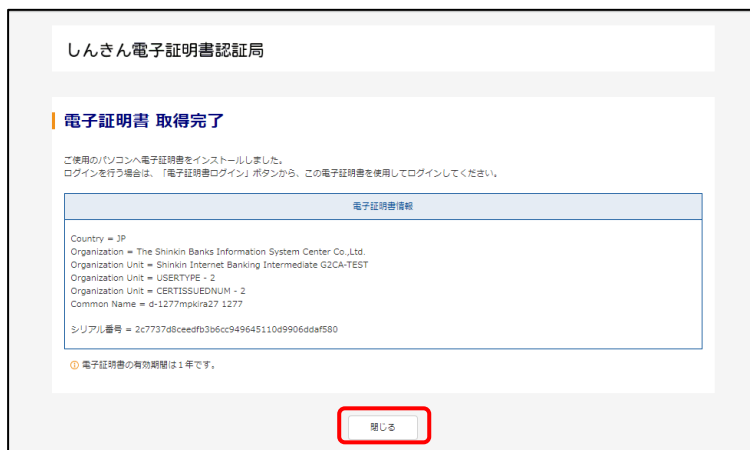 しんきん電子証明書認証局
電子証明書 取得完了
ご使用のパソコンへ電子証明書をインストールしました。
ログインを行う場合は、「電子証明書ログイン」ボタンから、この電子証明書を使用してログインしてください。
電子証明書情報
Country = JP
Organization = The Shinkin Banks Information System Center Co.,Ltd.
Organization Unit = Shinkin Internet Banking Intermediate G2CA-TEST
Organization Unit = USERTYPE - 2
Organization Unit = CERTISSUEDNUM - 2
Common Name = d-1277mpkira27 1277
シリアル番号 = 2c7737d8ceedfb3b6cc949645110d9906ddaf580
電子証明書の有効期間は1年です。
閉じる